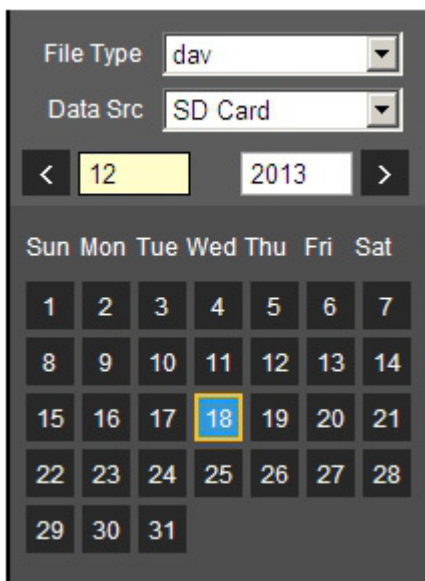 File Type dav
Data Src SD Card
< 12 2013 >
Sun Mon Tue Wed Thu Fri Sat
1 2 3 4 5 6 7
8 9 10 11 12 13 14
15 16 17 18 19 20 21
22 23 24 25 26 27 28
29 30 31